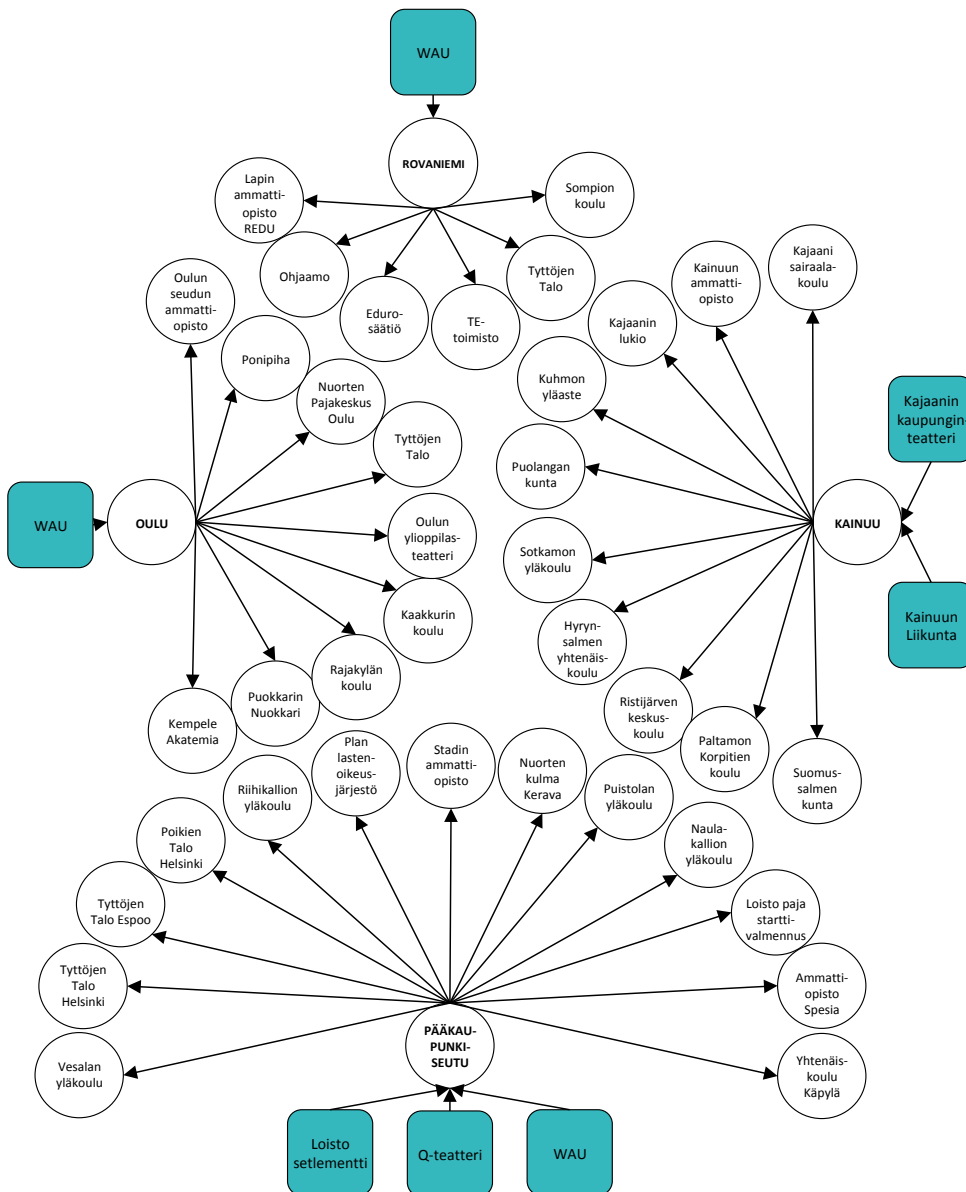 WAU
ROVANIEMI
Lapin
ammatti-
opisto
REDU
Sompion
koulu
Ohjaamo
Eduro-
säätiö
TE-
toimisto
Tyttöjen
Talo
Oulun
seudun
ammatti-
opisto
Ponipiha
Nuorten
Pajakeskus
Oulu
Tyttöjen
Talo
WAU
OULU
Oulun
ylioppilas-
teatteri
Kaakkurin
koulu
Rajakylän
koulu
Puokkarin
Nuokkari
Kempele
Akatemia
Kajaani
sairaala-
koulu
Kainuun
ammatti-
opisto
Kajaanin
lukio
Kuhmon
yläaste
Puolangan
kunta
Sotkamon
yläkoulu
Hyryn-
salmen
yhtenäis-
koulu
Ristijärven
keskus-
koulu
Paltamon
Korpitien
koulu
Suomus-
salmen
kunta
KAINUU
Kajaanin
kaupungin-
teatteri
Kainuun
Liikunta
Plan
lasten-
oikeus-
järjestö
Stadin
ammatti-
opisto
Nuorten
kulma
Kerava
Riihikallion
yläkoulu
Puistolan
yläkoulu
Poikien
Talo
Helsinki
Naula-
kallion
yläkoulu
Tyttöjen
Talo Espoo
Loisto paja
startti-
valmennus
Tyttöjen
Talo
Helsinki
Ammatti-
opisto
Spesia
Vesalan
yläkoulu
Yhtenäis-
koulu
Käpylä
PÄÄKAU-
PUNKI-
SEUTU
Loisto
setlementti
Q-teatteri
WAU